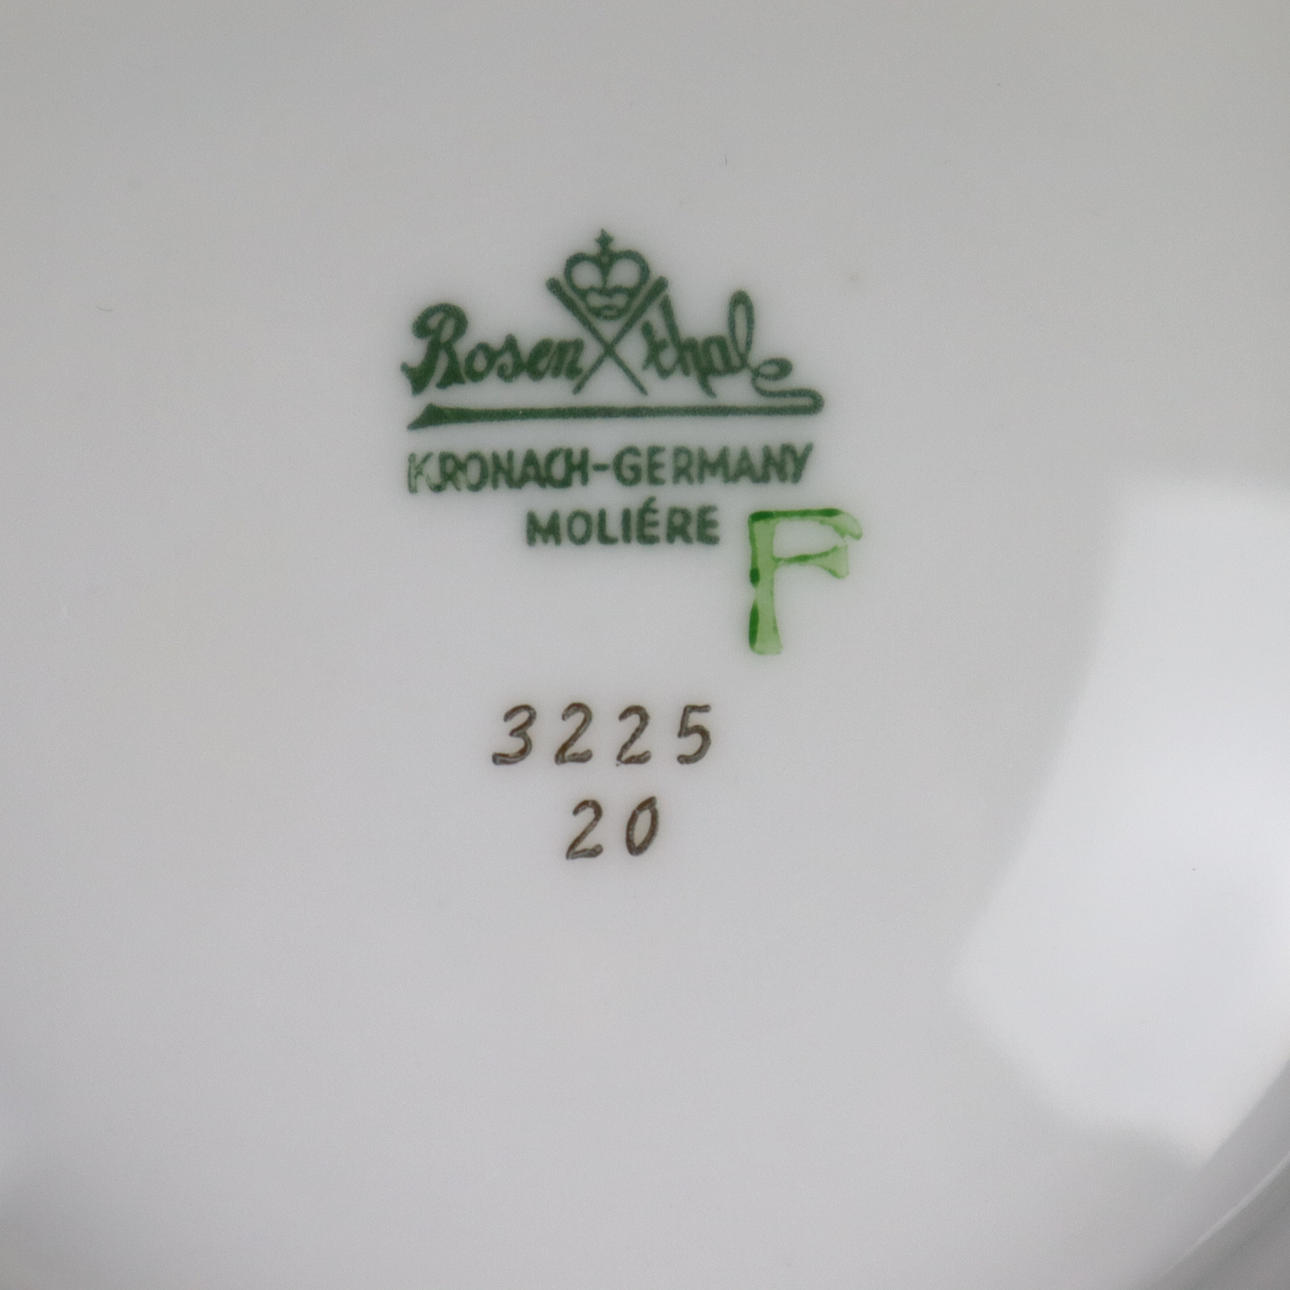 Rosenthal
KRONACH-GERMANY
MOLIÉRE
F
3225
20